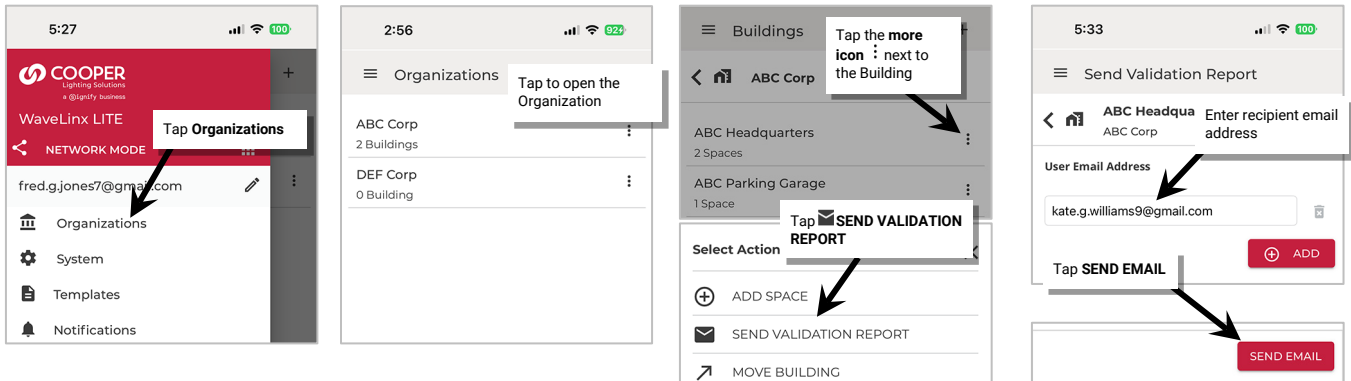 5:27
100
COOPER
Lighting Solutions
a Signify business
WaveLinx LITE
NETWORK MODE
Tap Organizations
fred.g.jones7@gmail.com
Organizations
System
Templates
Notifications
2:56
92
Organizations
Tap to open the
Organization
ABC Corp
2 Buildings
DEF Corp
0 Building
Buildings
Tap the more
icon ⋮ next to
the Building
ABC Corp
ABC Headquarters
2 Spaces
ABC Parking Garage
1 Space
Tap SEND VALIDATION
REPORT
Select Action
ADD SPACE
SEND VALIDATION REPORT
MOVE BUILDING
5:33
100
Send Validation Report
ABC Headqua
ABC Corp
Enter recipient email
address
User Email Address
kate.g.williams9@gmail.com
ADD
Tap SEND EMAIL
SEND EMAIL